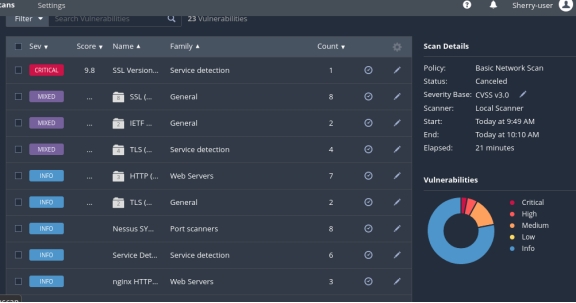 cans Settings Sherry-user
Filter Search Vulnerabilities 23 Vulnerabilities
Sev Score Name Family Count
CRITICAL 9.8 SSL Version... Service detection 1
MIXED ... 8 SSL (... General 8
MIXED ... 2 IETF ... General 2
MIXED ... 4 TLS (... Service detection 4
INFO ... HTTP (... Web Servers 7
INFO ... 2 TLS (... General 2
INFO Nessus SY... Port scanners 8
INFO Service Det... Service detection 6
INFO nginx HTTP... Web Servers 3
Scan Details
Policy: Basic Network Scan
Status: Canceled
Severity Base: CVSS v3.0
Scanner: Local Scanner
Start: Today at 9:49 AM
End: Today at 10:10 AM
Elapsed: 21 minutes
Vulnerabilities
Critical
High
Medium
Low
Info